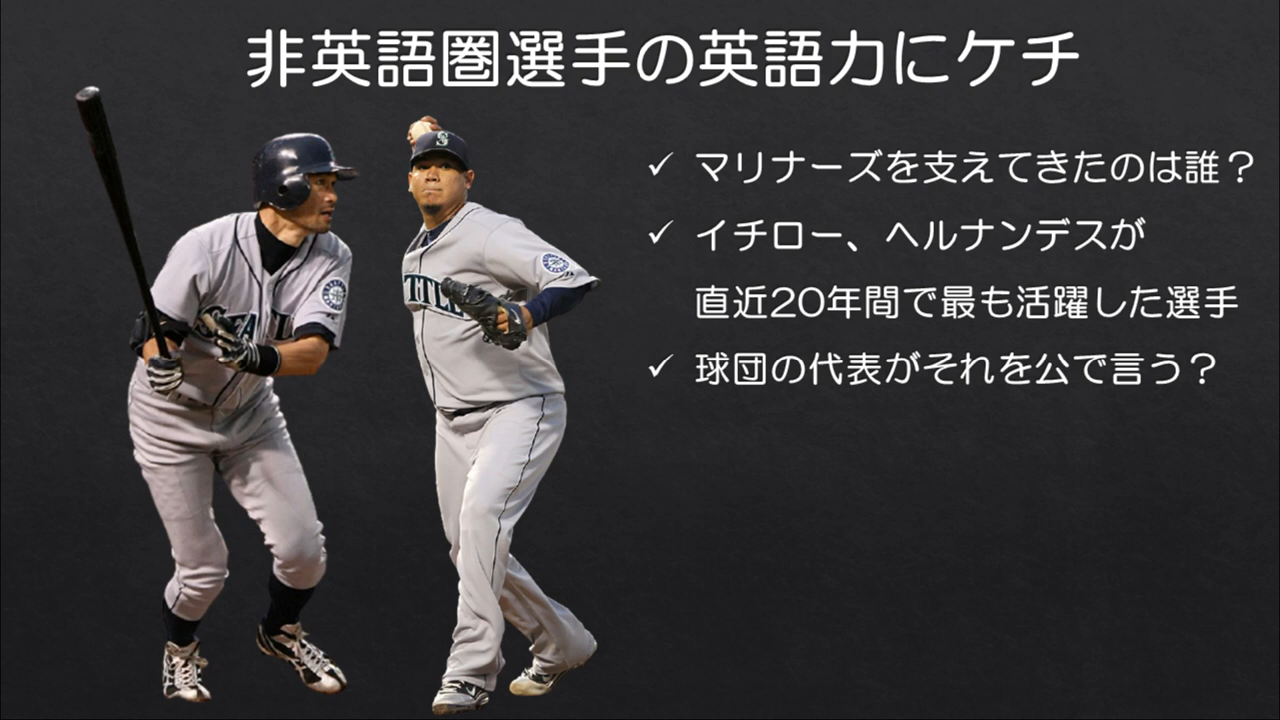 非英語圏選手の英語力にケチ
✓ マリナーズを支えてきたのは誰？
✓ イチロー、ヘルナンデスが
直近20年間で最も活躍した選手
✓ 球団の代表がそれを公で言う？
S